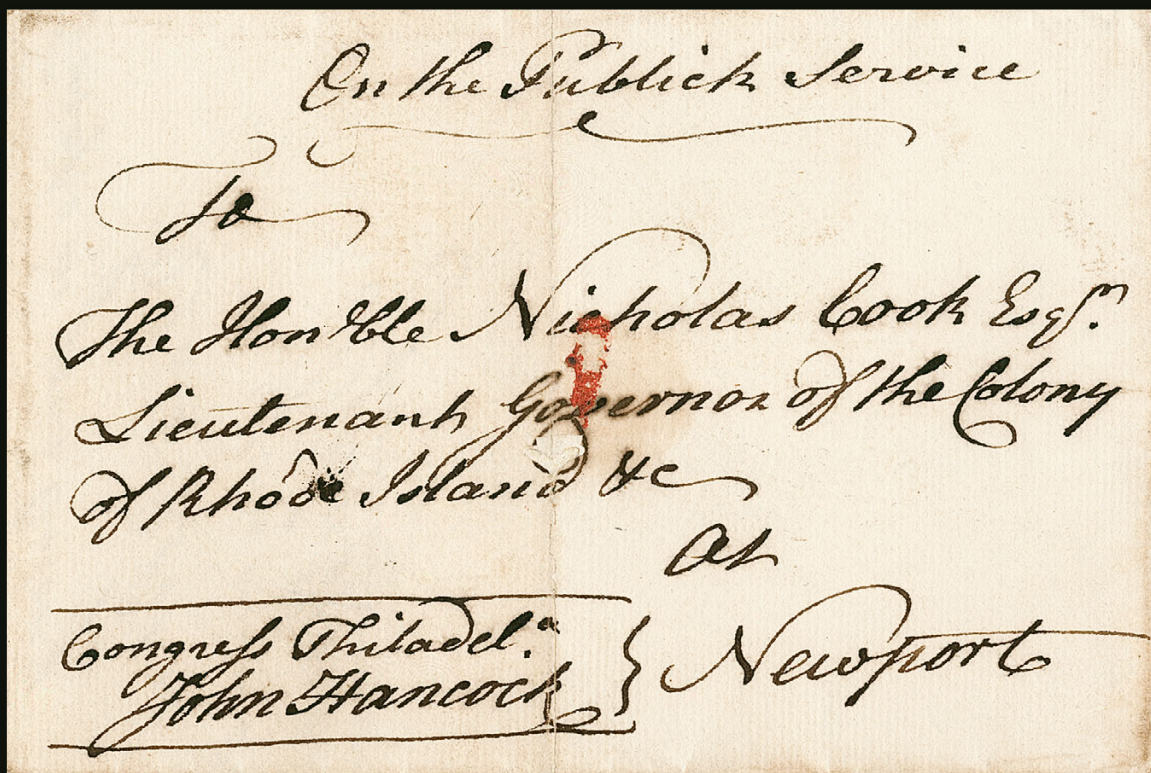 On the Publick Service
To
The Hon'ble Nicholas Cook Esqr.
Lieutenant Governor of the Colony
of Rhode Island &c
At
Newport
Congress Philadel.a
John Hancock